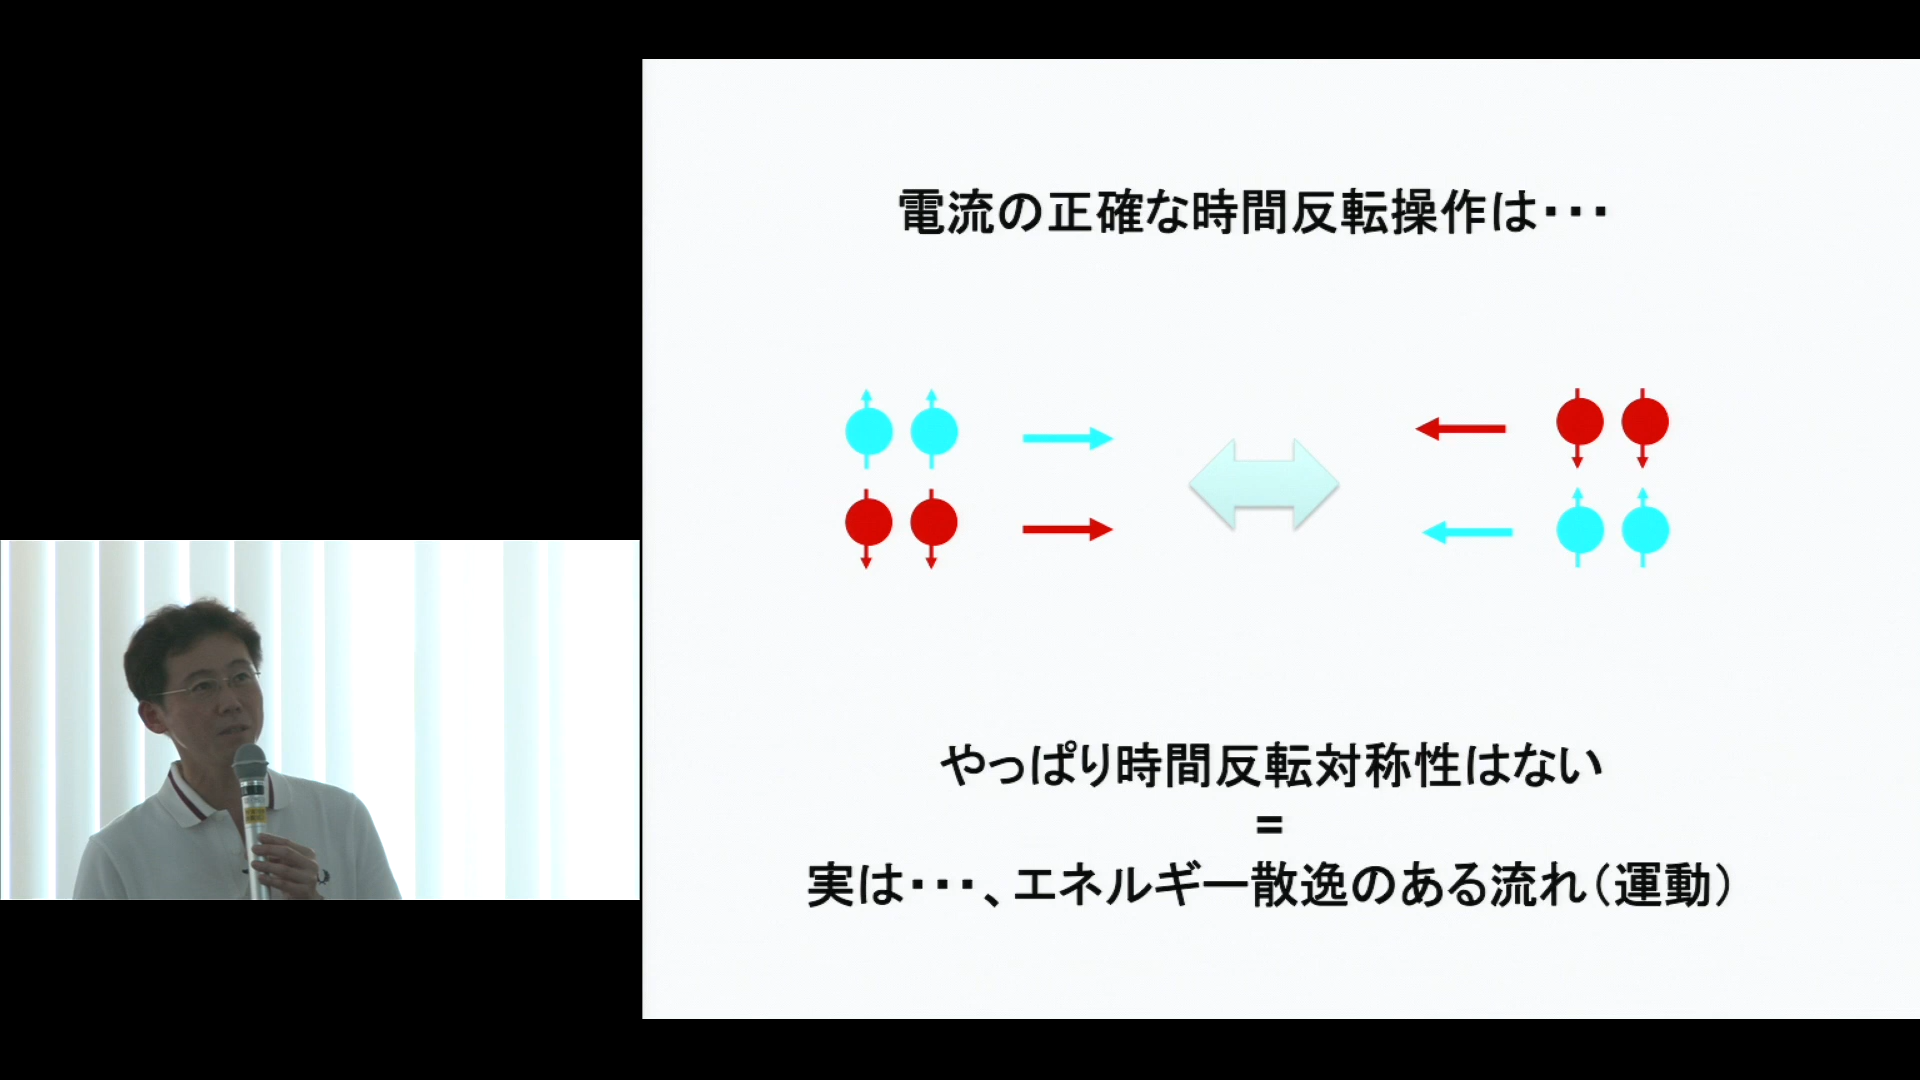 電流の正確な時間反転操作は・・・
やっぱり時間反転対称性はない
=
実は・・・、エネルギー散逸のある流れ（運動）